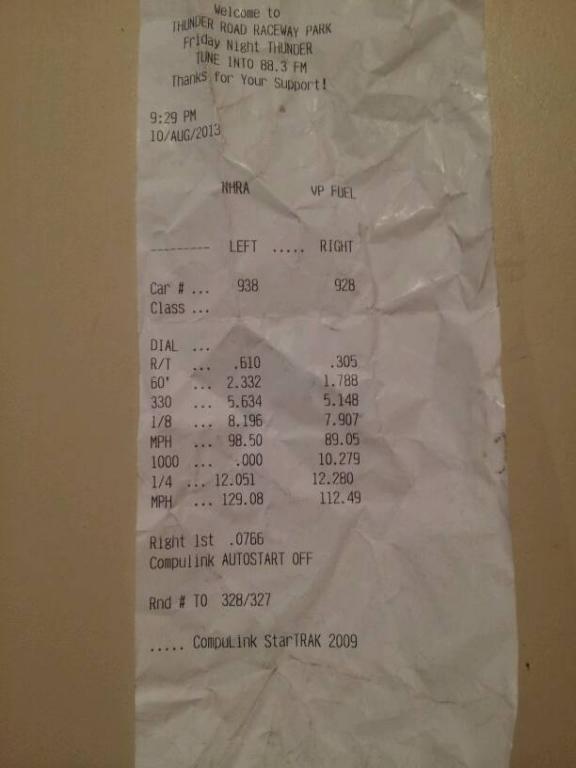 Welcome to
THUNDER ROAD RACEWAY PARK
Friday Night THUNDER
TUNE INTO 88.3 FM
Thanks for Your Support!
9:29 PM
10/AUG/2013
NHRA VP FUEL
--------- LEFT ..... RIGHT
Car # ... 938 928
Class ...
DIAL ...
R/T ... .610 .305
60' ... 2.332 1.788
330 ... 5.634 5.148
1/8 ... 8.196 7.907
MPH ... 98.50 89.05
1000 ... .000 10.279
1/4 ... 12.051 12.280
MPH ... 129.08 112.49
Right 1st .0766
Compulink AUTOSTART OFF
Rnd # TO 328/327
..... CompuLink StarTRAK 2009